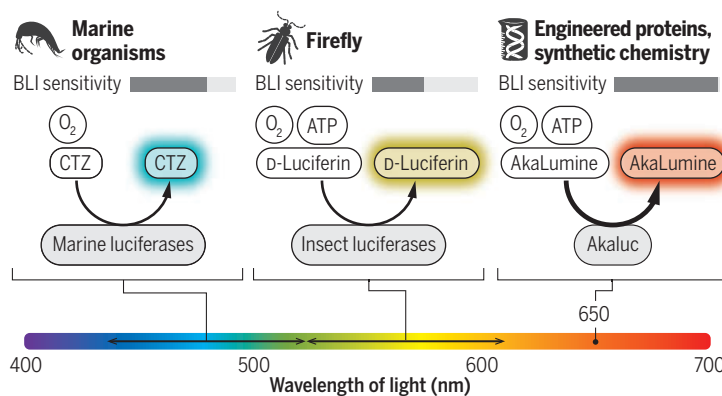 Marine
organisms
BLI sensitivity
O2
CTZ
CTZ
Marine luciferases
Firefly
BLI sensitivity
O2
ATP
D-Luciferin
D-Luciferin
Insect luciferases
Engineered proteins,
synthetic chemistry
BLI sensitivity
O2
ATP
AkaLumine
AkaLumine
Akaluc
650
400
500
600
700
Wavelength of light (nm)